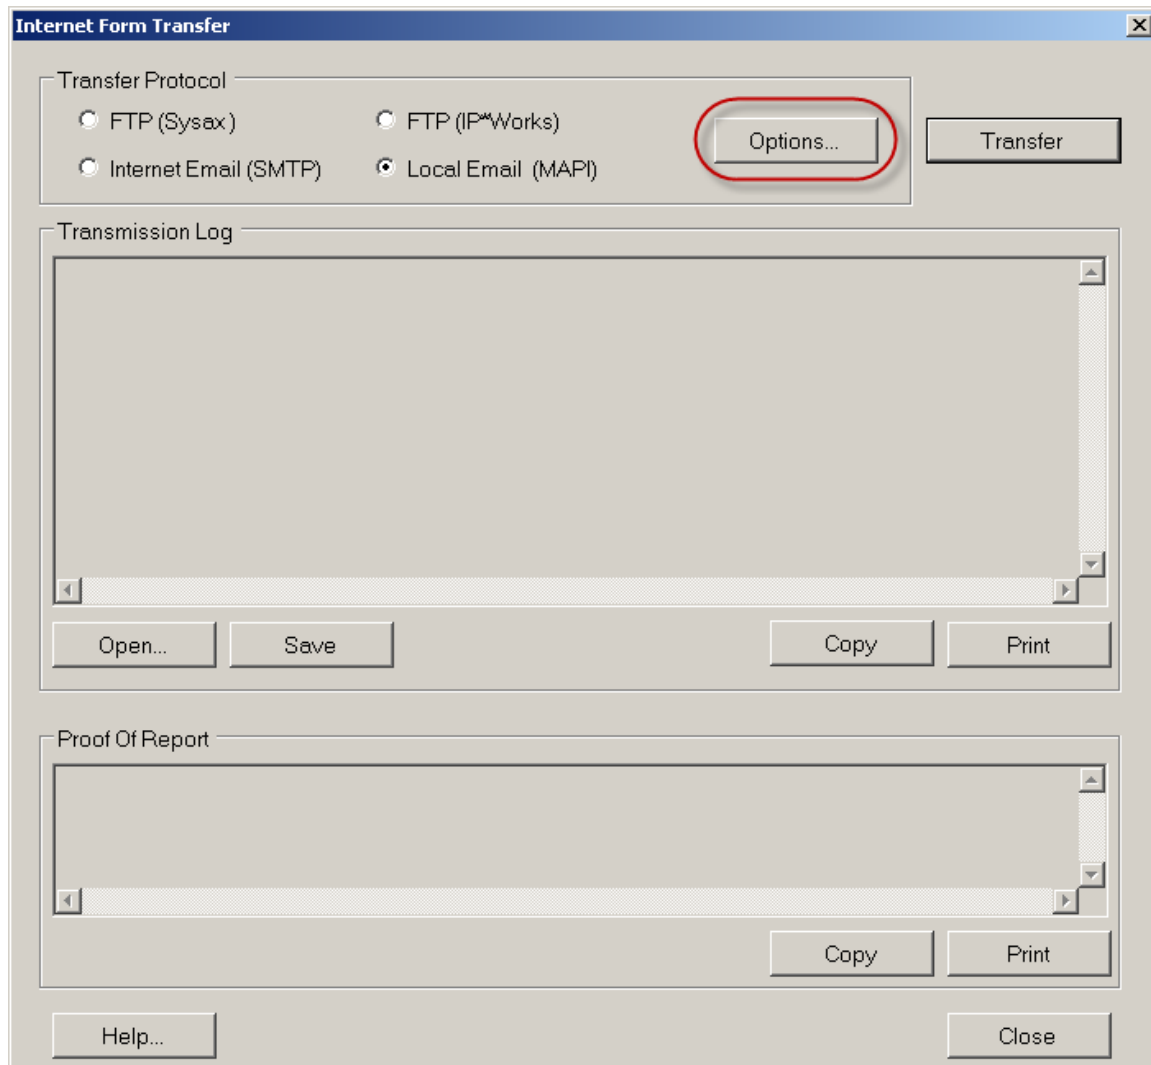 Internet Form Transfer
Transfer Protocol
FTP (Sysax)
FTP (IP*Works)
Options...
Transfer
Internet Email (SMTP)
Local Email (MAPI)
Transmission Log
Open...
Save
Copy
Print
Proof Of Report
Copy
Print
Help...
Close